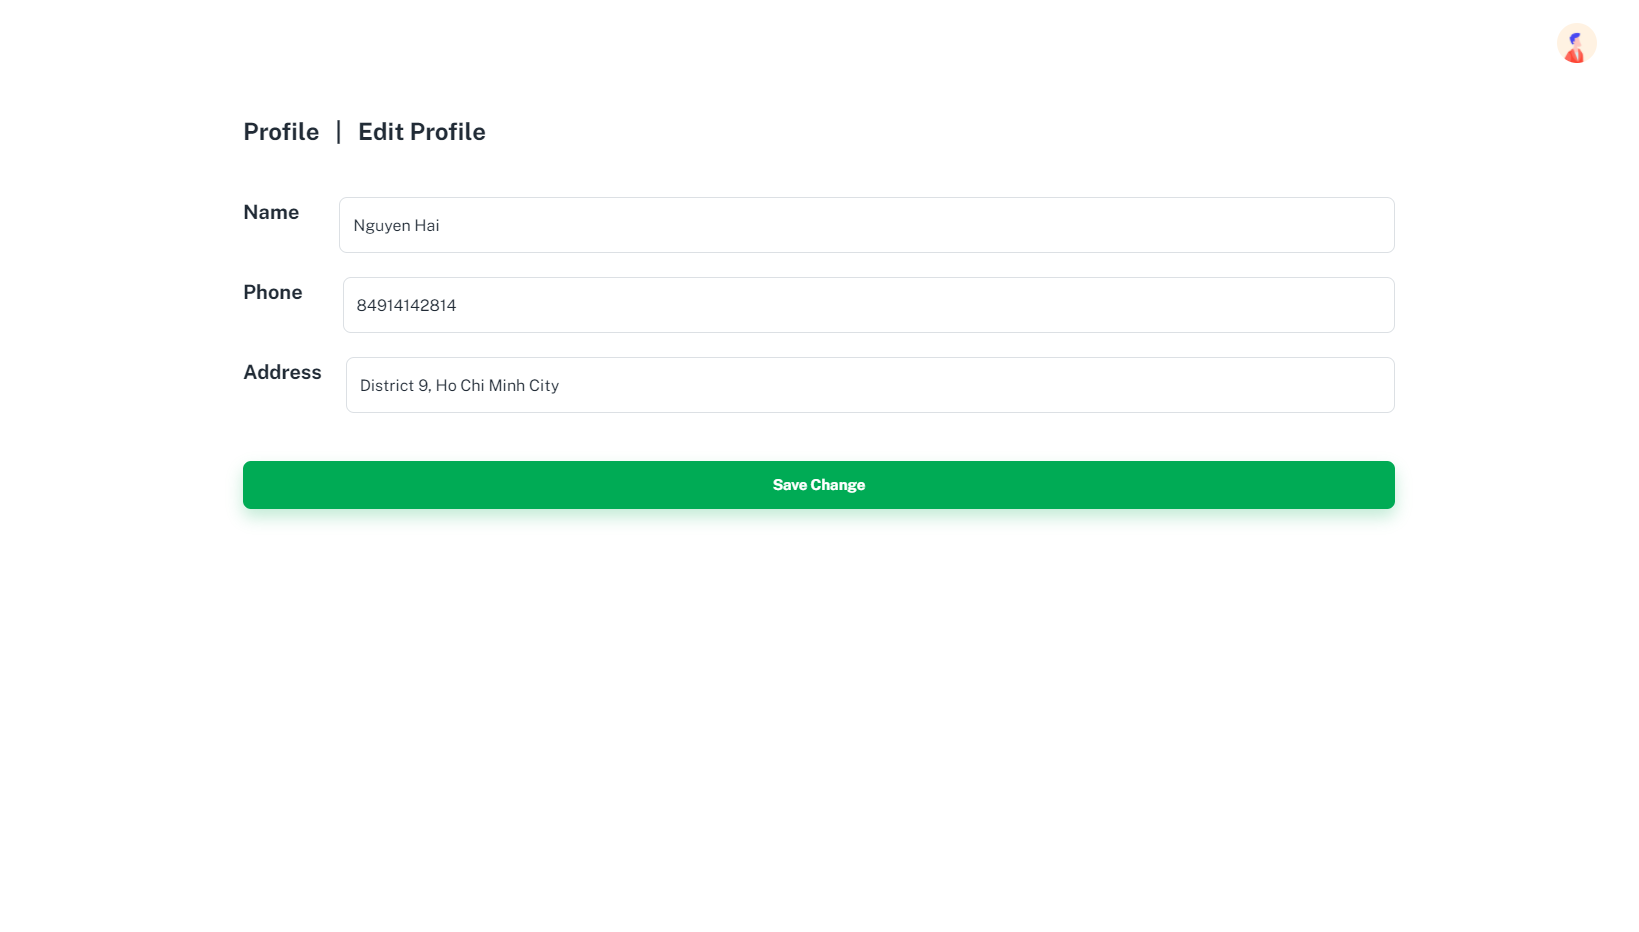 Profile | Edit Profile
Name
Nguyen Hai
Phone
84914142814
Address
District 9, Ho Chi Minh City
Save Change